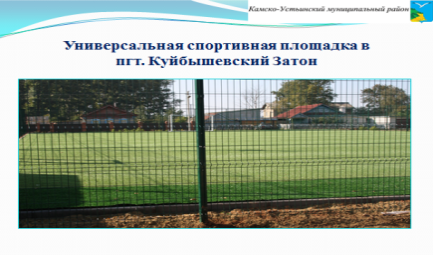 Камско-Устьинский муниципальный район
Универсальная спортивная площадка в
пгт. Куйбышевский Затон